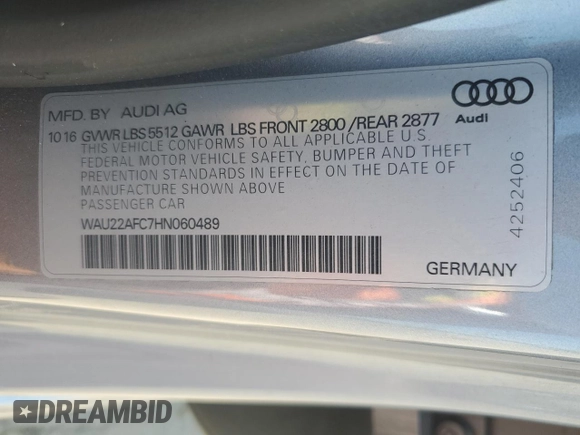 MFD. BY AUDI AG
10 16 GVWR LBS 5512 GAWR LBS FRONT 2800 / REAR 2877
THIS VEHICLE CONFORMS TO ALL APPLICABLE U.S.
FEDERAL MOTOR VEHICLE SAFETY, BUMPER AND THEFT
PREVENTION STANDARDS IN EFFECT ON THE DATE OF
MANUFACTURE SHOWN ABOVE
PASSENGER CAR
WAU22AFC7HN060489
GERMANY
Audi
4252406
DREAMBID